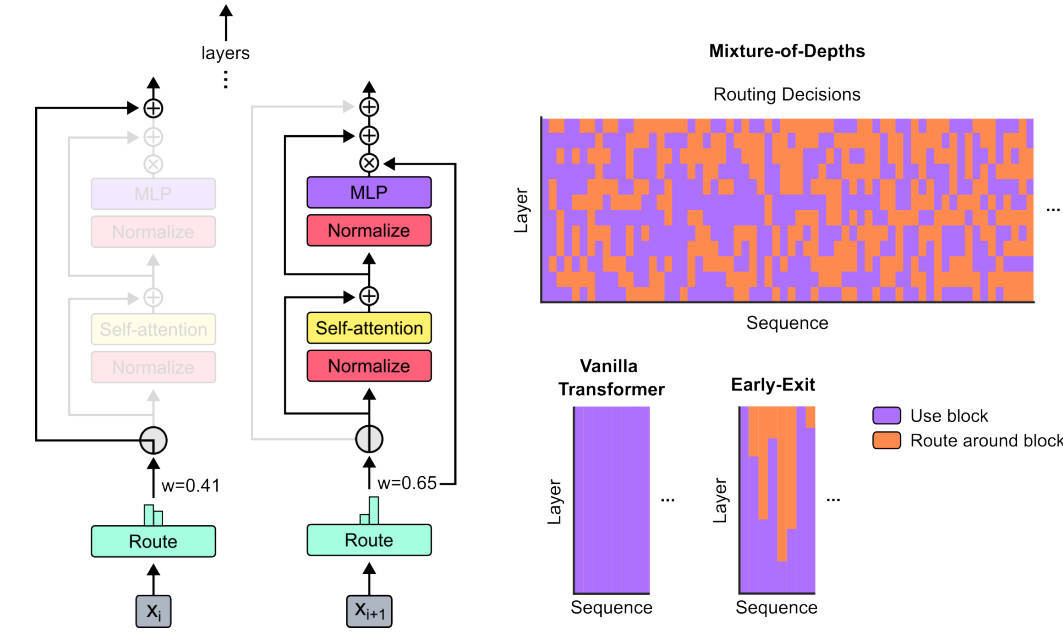 layers
...
MLP
Normalize
Self-attention
Normalize
w=0.41
Route
xi
MLP
Normalize
Self-attention
Normalize
w=0.65
Route
xi+1
Mixture-of-Depths
Routing Decisions
Layer
...
Sequence
Vanilla
Transformer
Layer
...
Sequence
Early-Exit
Layer
...
Sequence
Use block
Route around block